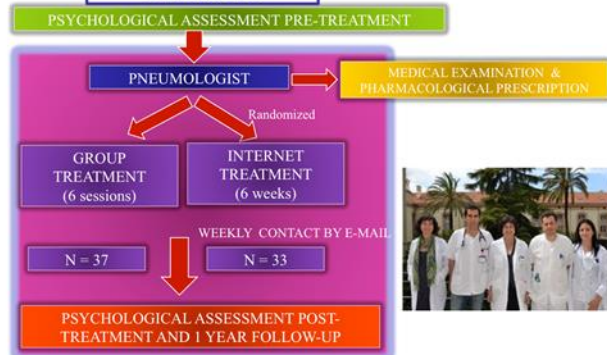 PSYCHOLOGICAL ASSESSMENT PRE-TREATMENT
PNEUMOLOGIST
MEDICAL EXAMINATION &
PHARMACOLOGICAL PRESCRIPTION
Randomized
GROUP
TREATMENT
(6 sessions)
INTERNET
TREATMENT
(6 weeks)
WEEKLY CONTACT BY E-MAIL
N = 37
N = 33
PSYCHOLOGICAL ASSESSMENT POST-
TREATMENT AND 1 YEAR FOLLOW-UP